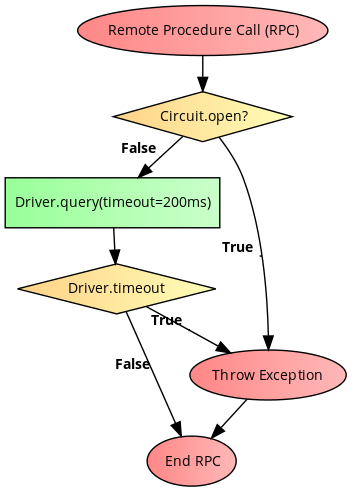 Remote Procedure Call (RPC)
Circuit.open?
False
Driver.query(timeout=200ms)
True
Driver.timeout
True
False
Throw Exception
End RPC